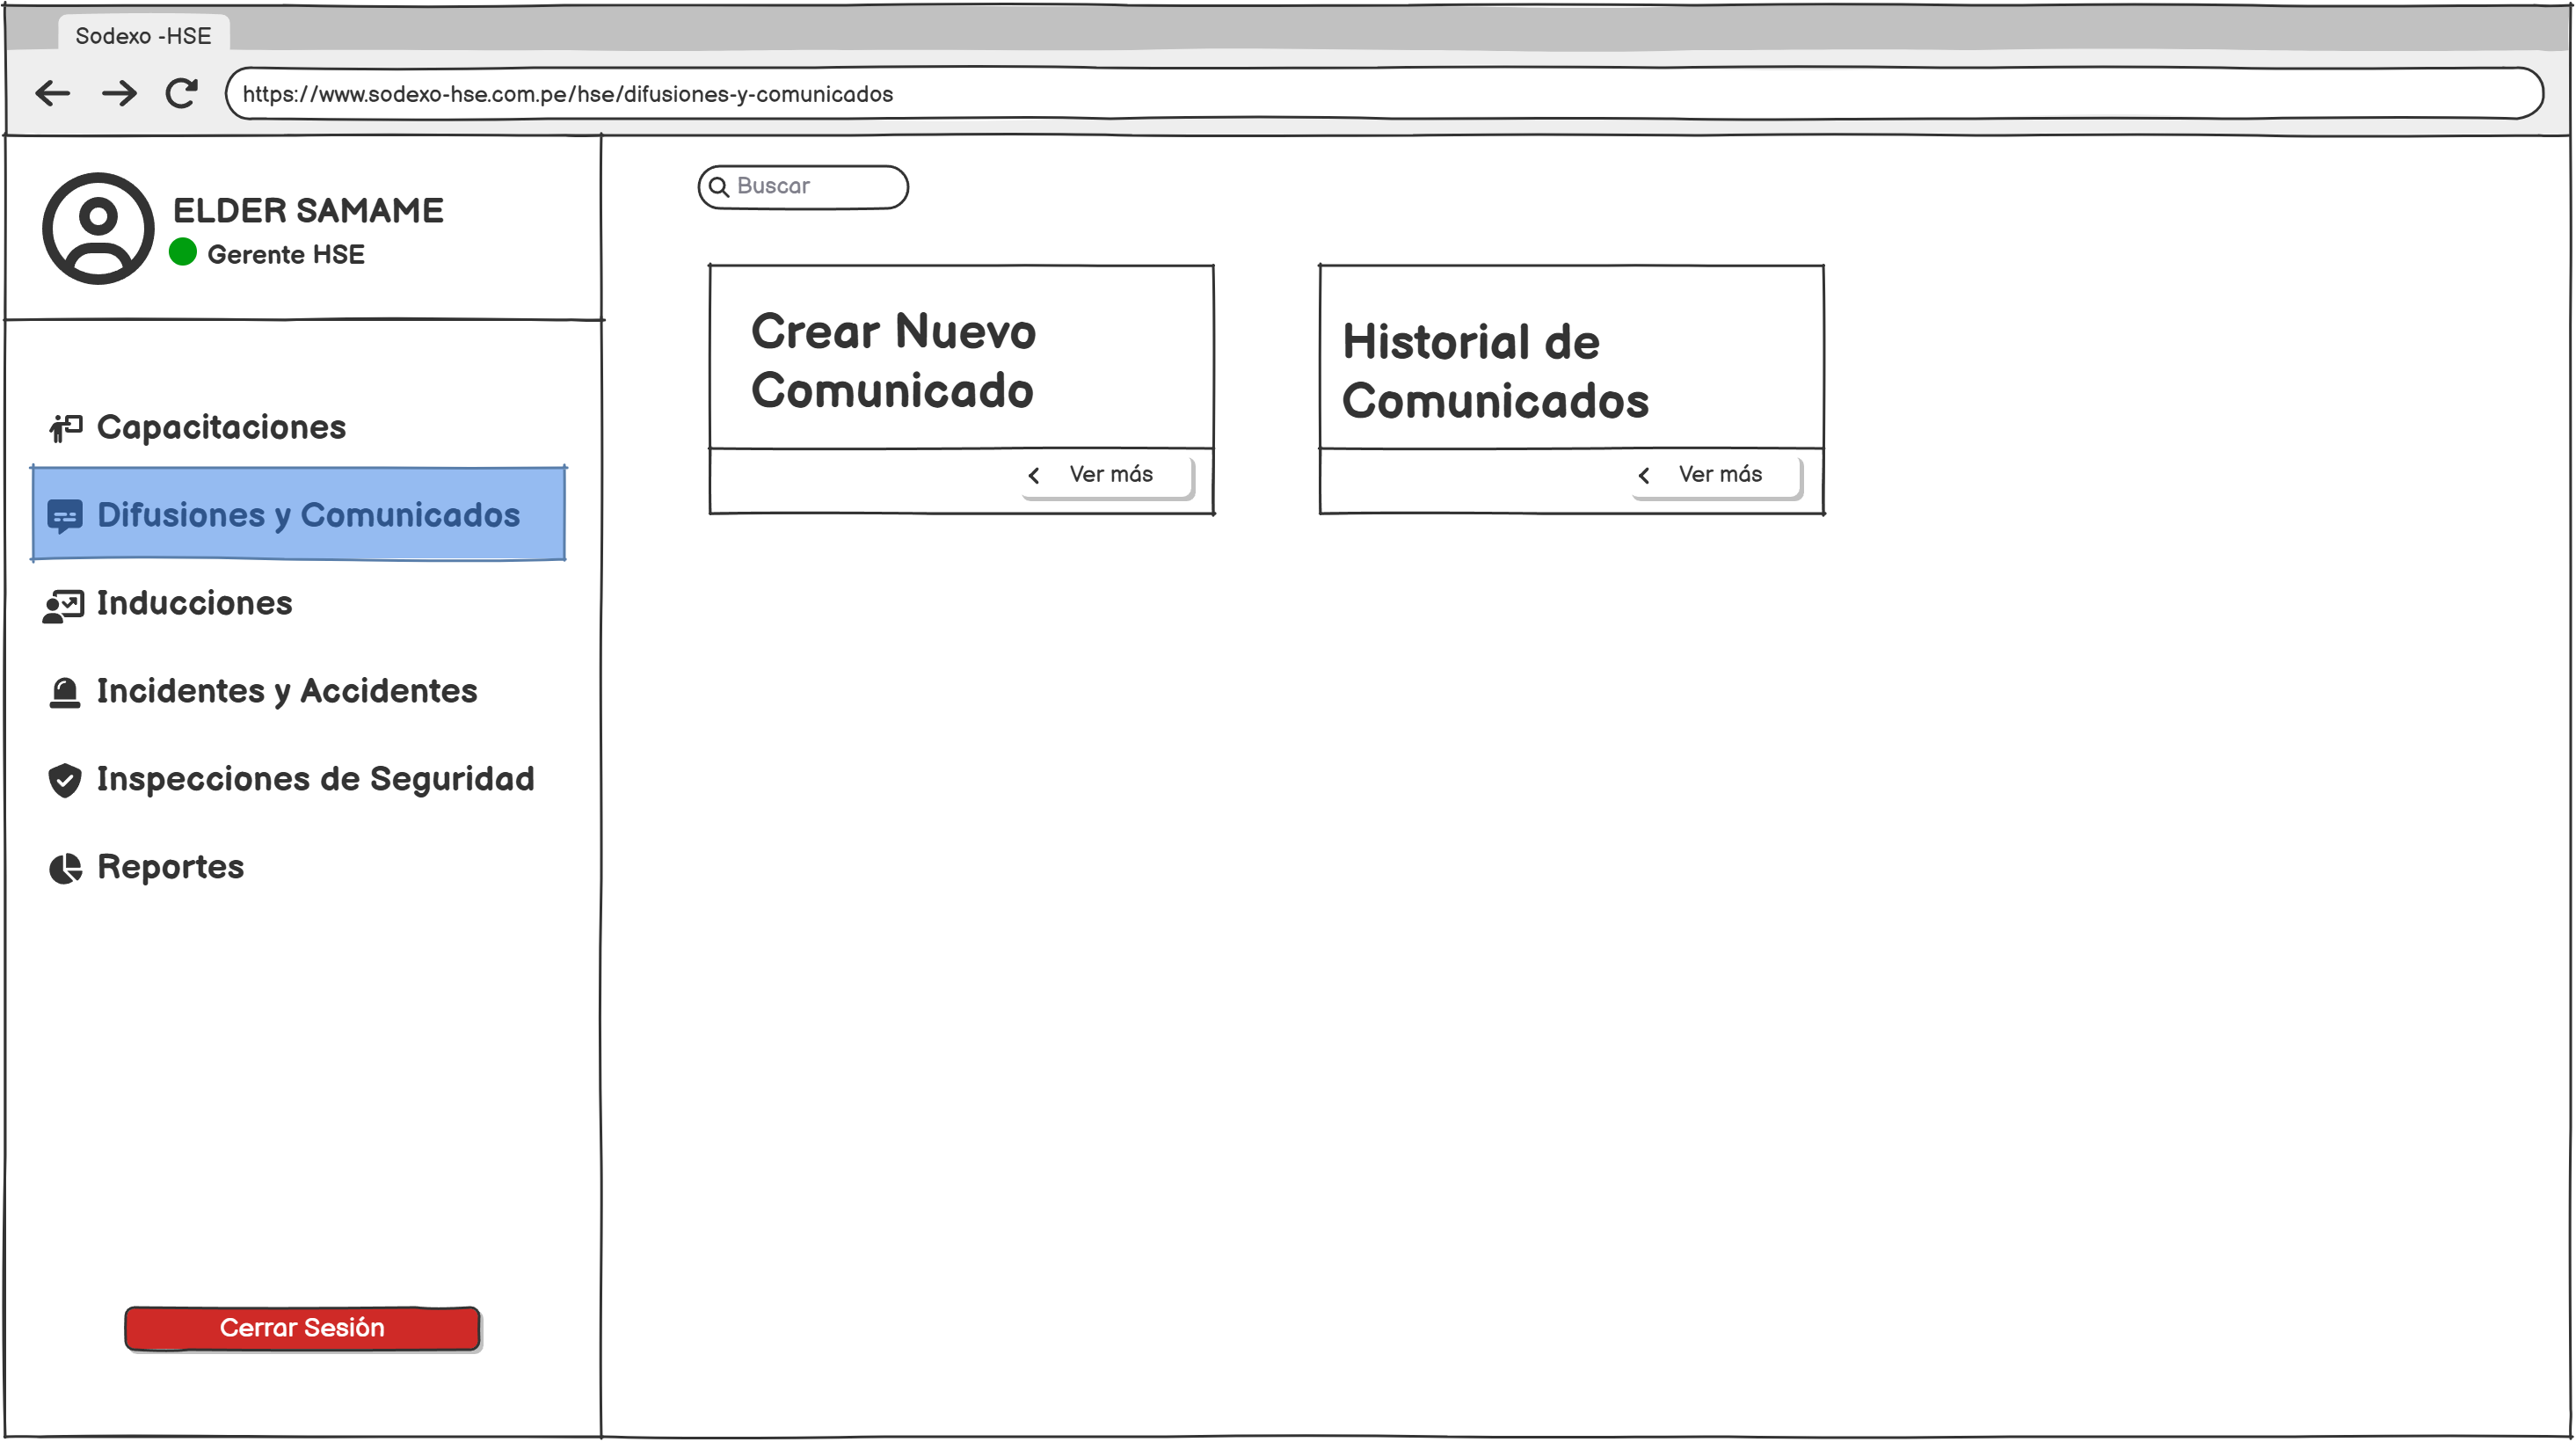 Sodexo -HSE
https://www.sodexo-hse.com.pe/hse/difusiones-y-comunicados
ELDER SAMAME
Gerente HSE
Capacitaciones
Difusiones y Comunicados
Inducciones
Incidentes y Accidentes
Inspecciones de Seguridad
Reportes
Cerrar Sesión
Buscar
Crear Nuevo
Comunicado
Ver más
Historial de
Comunicados
Ver más